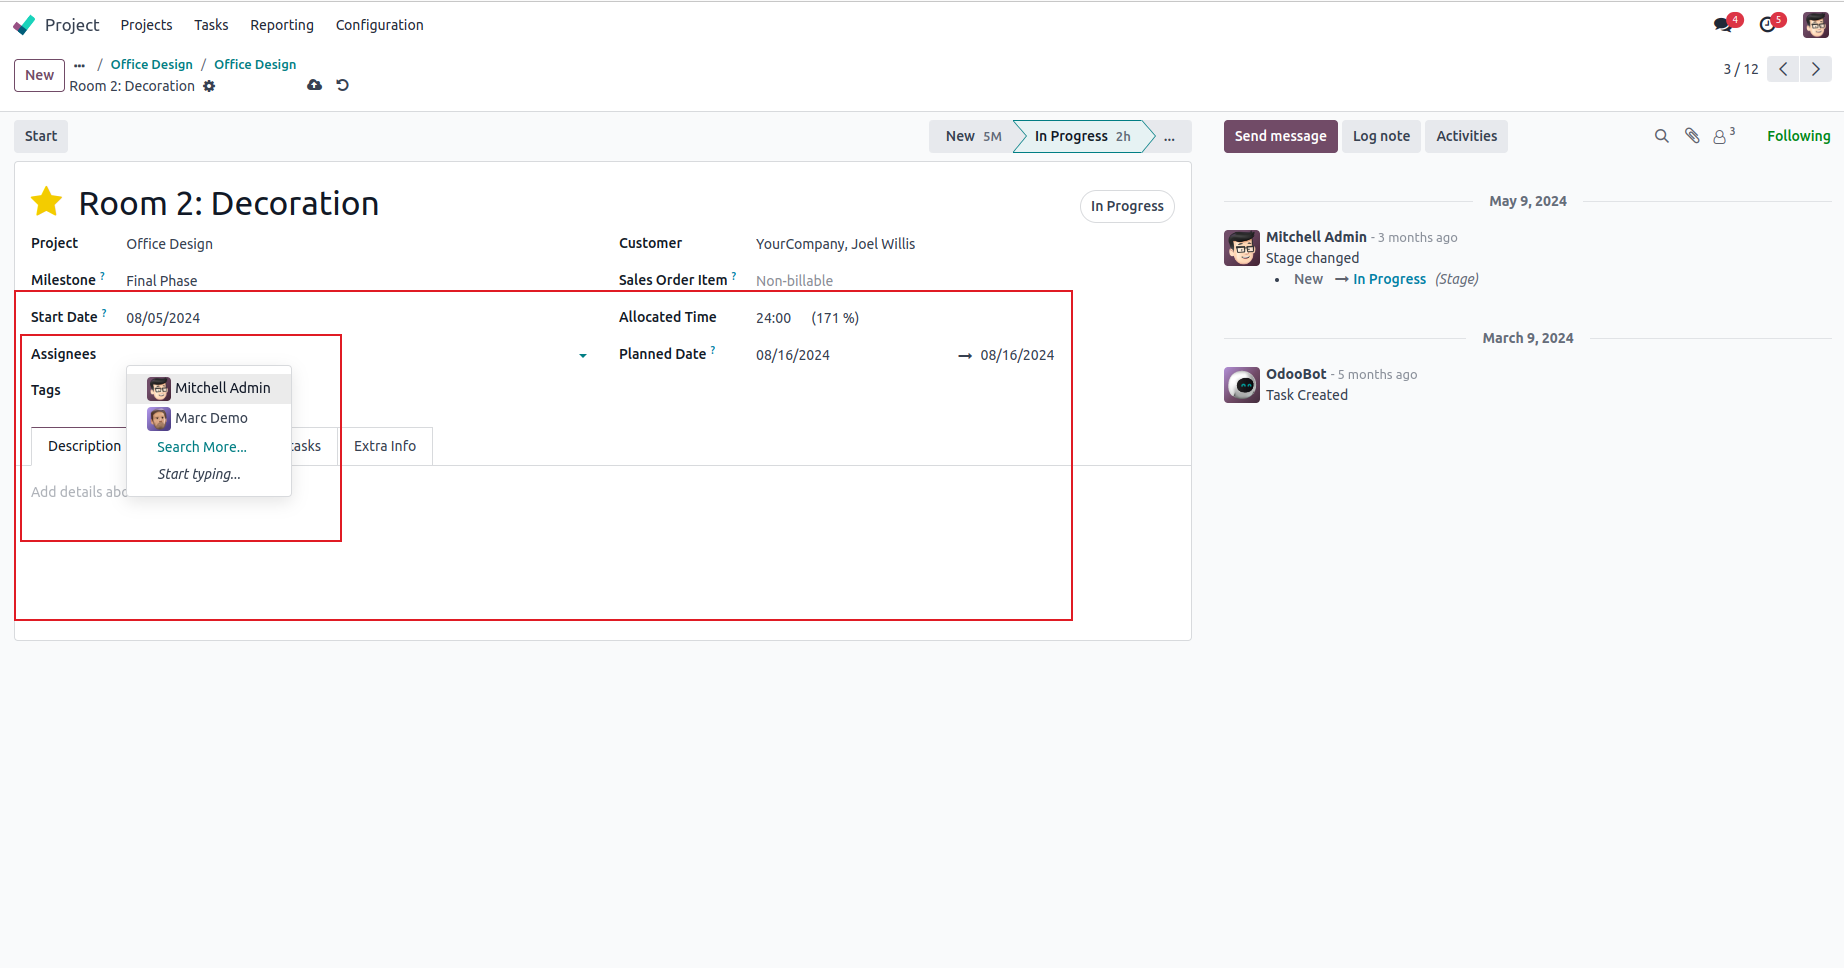 Project Projects Tasks Reporting Configuration 4 5
New ... / Office Design / Office Design
Room 2: Decoration
3 / 12
Start
New 5M In Progress 2h ...
Send message Log note Activities 3 Following
Room 2: Decoration
In Progress
Project Office Design
Customer YourCompany, Joel Willis
Milestone ? Final Phase
Sales Order Item ? Non-billable
Start Date ? 08/05/2024
Allocated Time 24:00 (171 %)
Assignees
Planned Date ? 08/16/2024 → 08/16/2024
Tags
Mitchell Admin
Marc Demo
Search More...
Start typing...
Description tasks Extra Info
Add details abo
May 9, 2024
Mitchell Admin - 3 months ago
Stage changed
• New → In Progress (Stage)
March 9, 2024
OdooBot - 5 months ago
Task Created